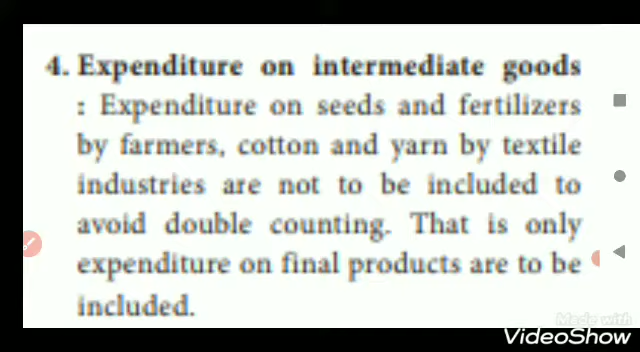 4. Expenditure on intermediate goods
: Expenditure on seeds and fertilizers
by farmers, cotton and yarn by textile
industries are not to be included to
avoid double counting. That is only
expenditure on final products are to be
included.
Made with
VideoShow